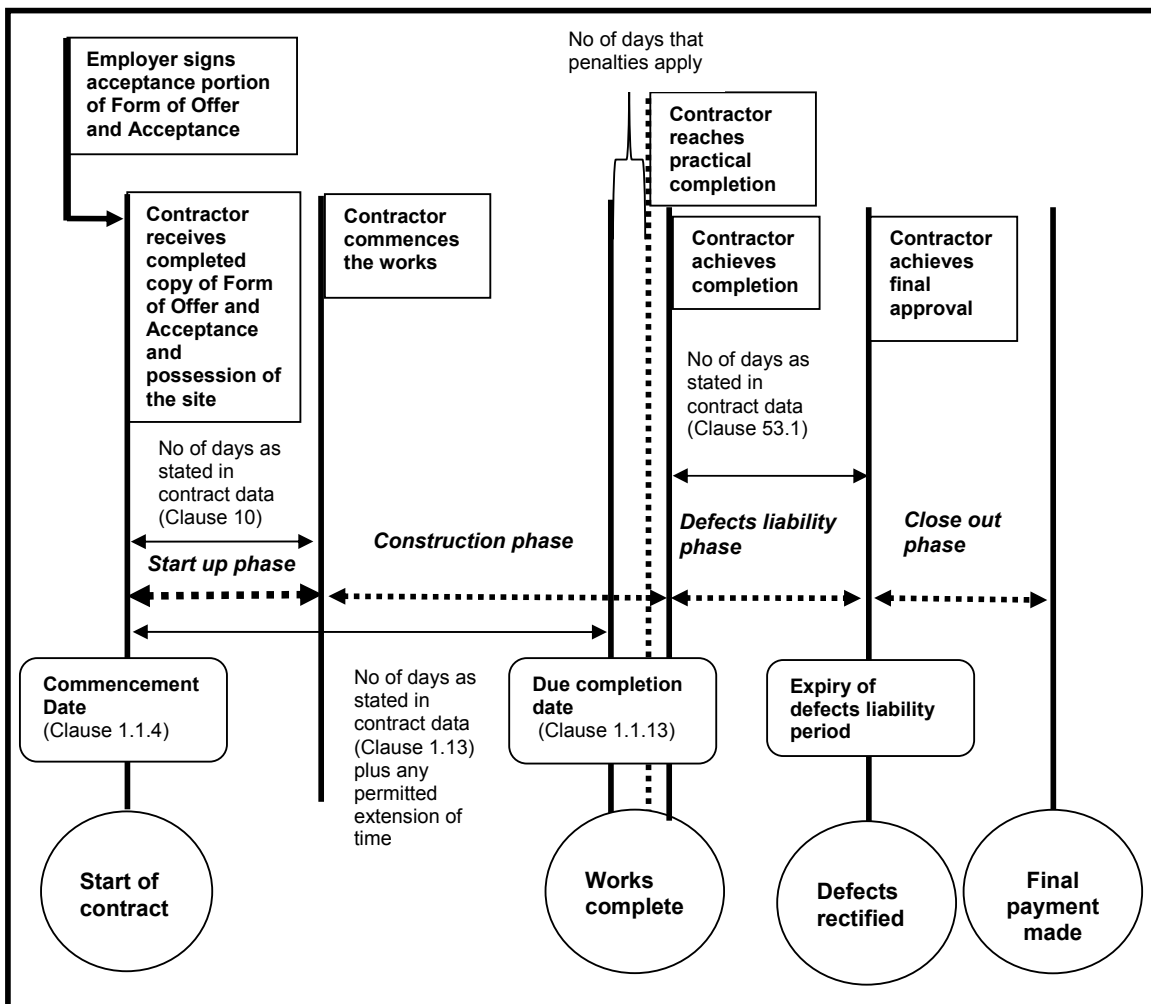 No of days that
penalties apply
Employer signs
acceptance portion
of Form of Offer
and Acceptance
Contractor
reaches
practical
completion
Contractor
receives
completed
copy of Form
of Offer and
Acceptance
and
possession of
the site
Contractor
commences
the works
Contractor
achieves
completion
Contractor
achieves
final
approval
No of days as
stated in
contract data
(Clause 53.1)
No of days as
stated in
contract data
(Clause 10)
Start up phase
Construction phase
Defects liability
phase
Close out
phase
Commencement
Date
(Clause 1.1.4)
No of days as
stated in
contract data
(Clause 1.13)
plus any
permitted
extension of
time
Due completion
date
(Clause 1.1.13)
Expiry of
defects liability
period
Start of
contract
Works
complete
Defects
rectified
Final
payment
made